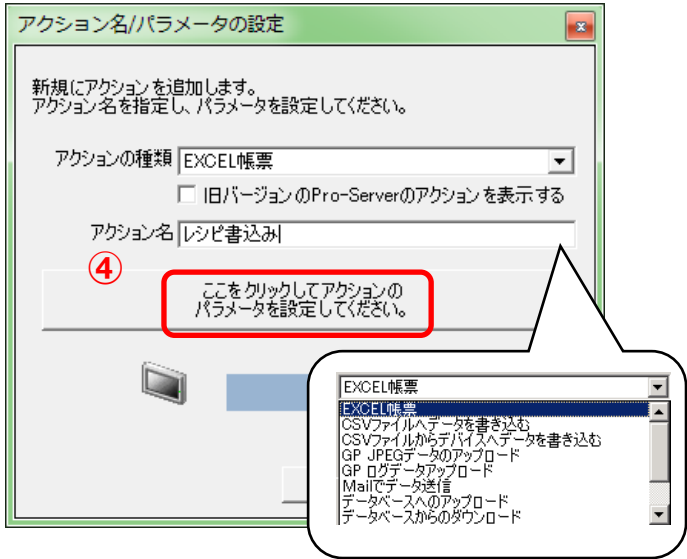 アクション名/パラメータの設定
新規にアクションを追加します。
アクション名を指定し、パラメータを設定してください。
アクションの種類 EXCEL帳票
旧バージョンのPro-Serverのアクションを表示する
アクション名 レシピ書込み
④
ここをクリックしてアクションの
パラメータを設定してください。
EXCEL帳票
EXCEL帳票
CSVファイルへデータを書き込む
CSVファイルからデバイスへデータを書き込む
GP JPEGデータのアップロード
GP ログデータアップロード
Mailでデータ送信
データベースへのアップロード
データベースからのダウンロード